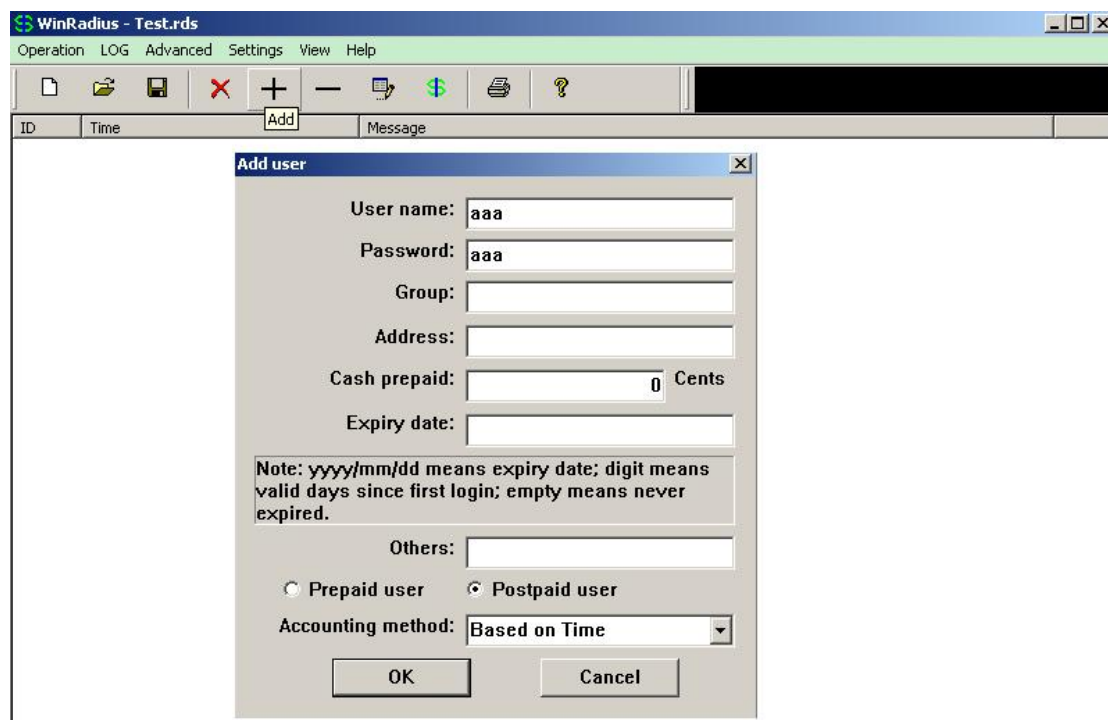 WinRadius - Test.rds
Operation LOG Advanced Settings View Help
Add
ID Time Message
Add user
User name: aaa
Password: aaa
Group:
Address:
Cash prepaid: 0 Cents
Expiry date:
Note: yyyy/mm/dd means expiry date; digit means
valid days since first login; empty means never
expired.
Others:
Prepaid user Postpaid user
Accounting method: Based on Time
OK Cancel